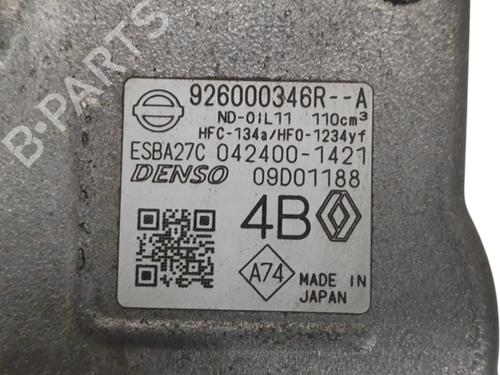 926000346R--A
ND-OIL11 110cm³
HFC-134a/HFO-1234yf
ESBA27C 042400-1421
DENSO 09D01188
4B
A74
MADE IN
JAPAN
B-PARTS